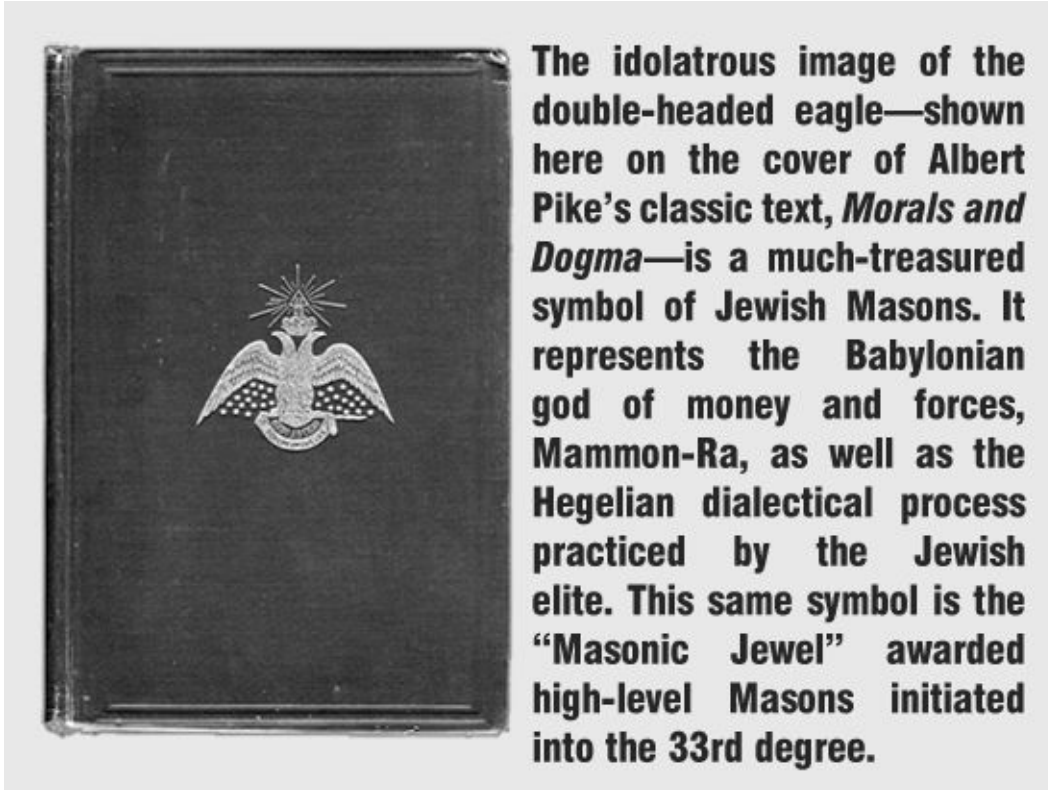 The idolatrous image of the
double-headed eagle—shown
here on the cover of Albert
Pike’s classic text, Morals and
Dogma—is a much-treasured
symbol of Jewish Masons. It
represents the Babylonian
god of money and forces,
Mammon-Ra, as well as the
Hegelian dialectical process
practiced by the Jewish
elite. This same symbol is the
“Masonic Jewel” awarded
high-level Masons initiated
into the 33rd degree.